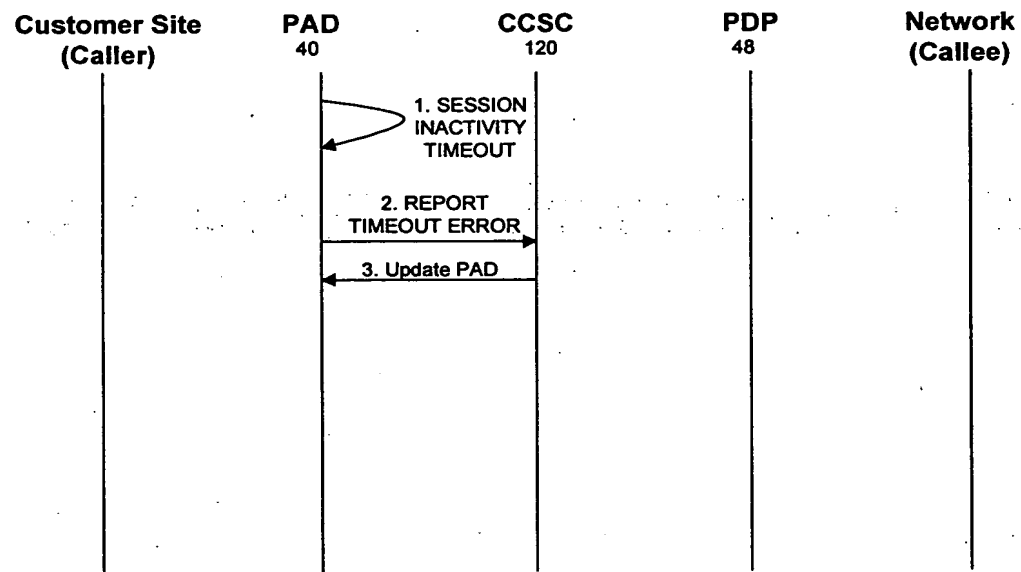 Customer Site
(Caller)
PAD
40
CCSC
120
PDP
48
Network
(Callee)
1. SESSION
INACTIVITY
TIMEOUT
2. REPORT
TIMEOUT ERROR
3. Update PAD